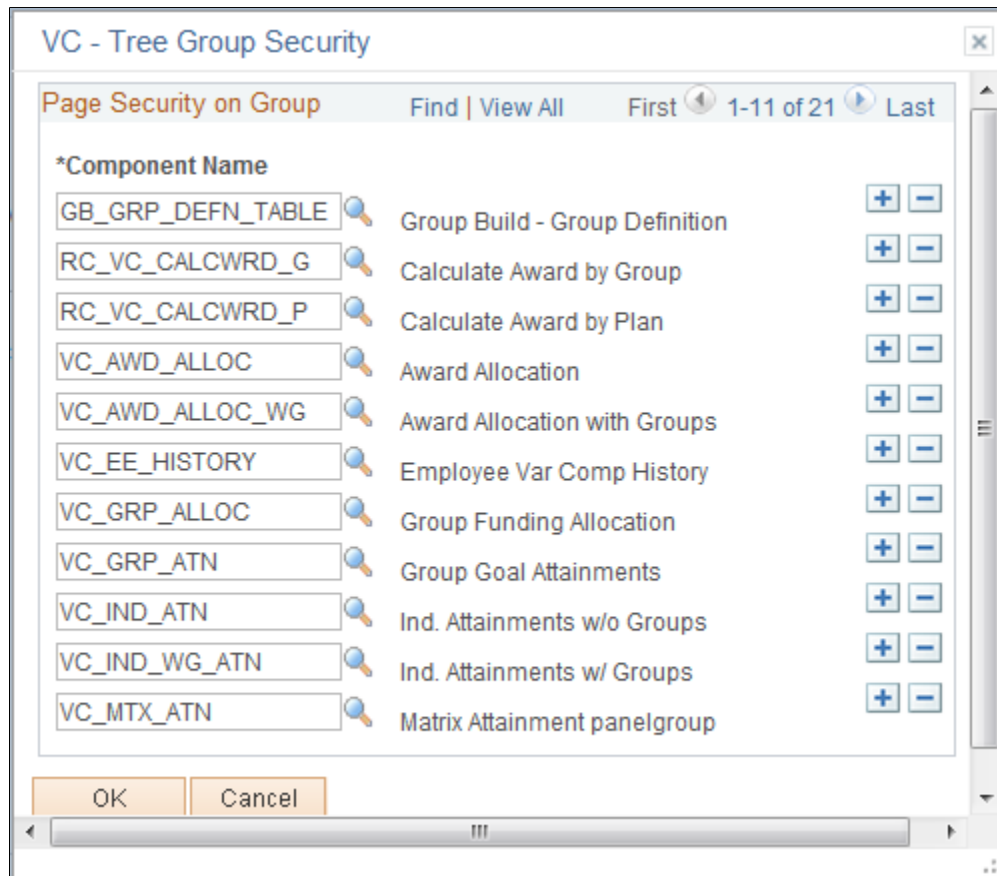 VC - Tree Group Security
Page Security on Group Find | View All First 1-11 of 21 Last
*Component Name
GB_GRP_DEFN_TABLE Group Build - Group Definition
RC_VC_CALCWRD_G Calculate Award by Group
RC_VC_CALCWRD_P Calculate Award by Plan
VC_AWD_ALLOC Award Allocation
VC_AWD_ALLOC_WG Award Allocation with Groups
VC_EE_HISTORY Employee Var Comp History
VC_GRP_ALLOC Group Funding Allocation
VC_GRP_ATN Group Goal Attainments
VC_IND_ATN Ind. Attainments w/o Groups
VC_IND_WG_ATN Ind. Attainments w/ Groups
VC_MTX_ATN Matrix Attainment panelgroup
OK Cancel